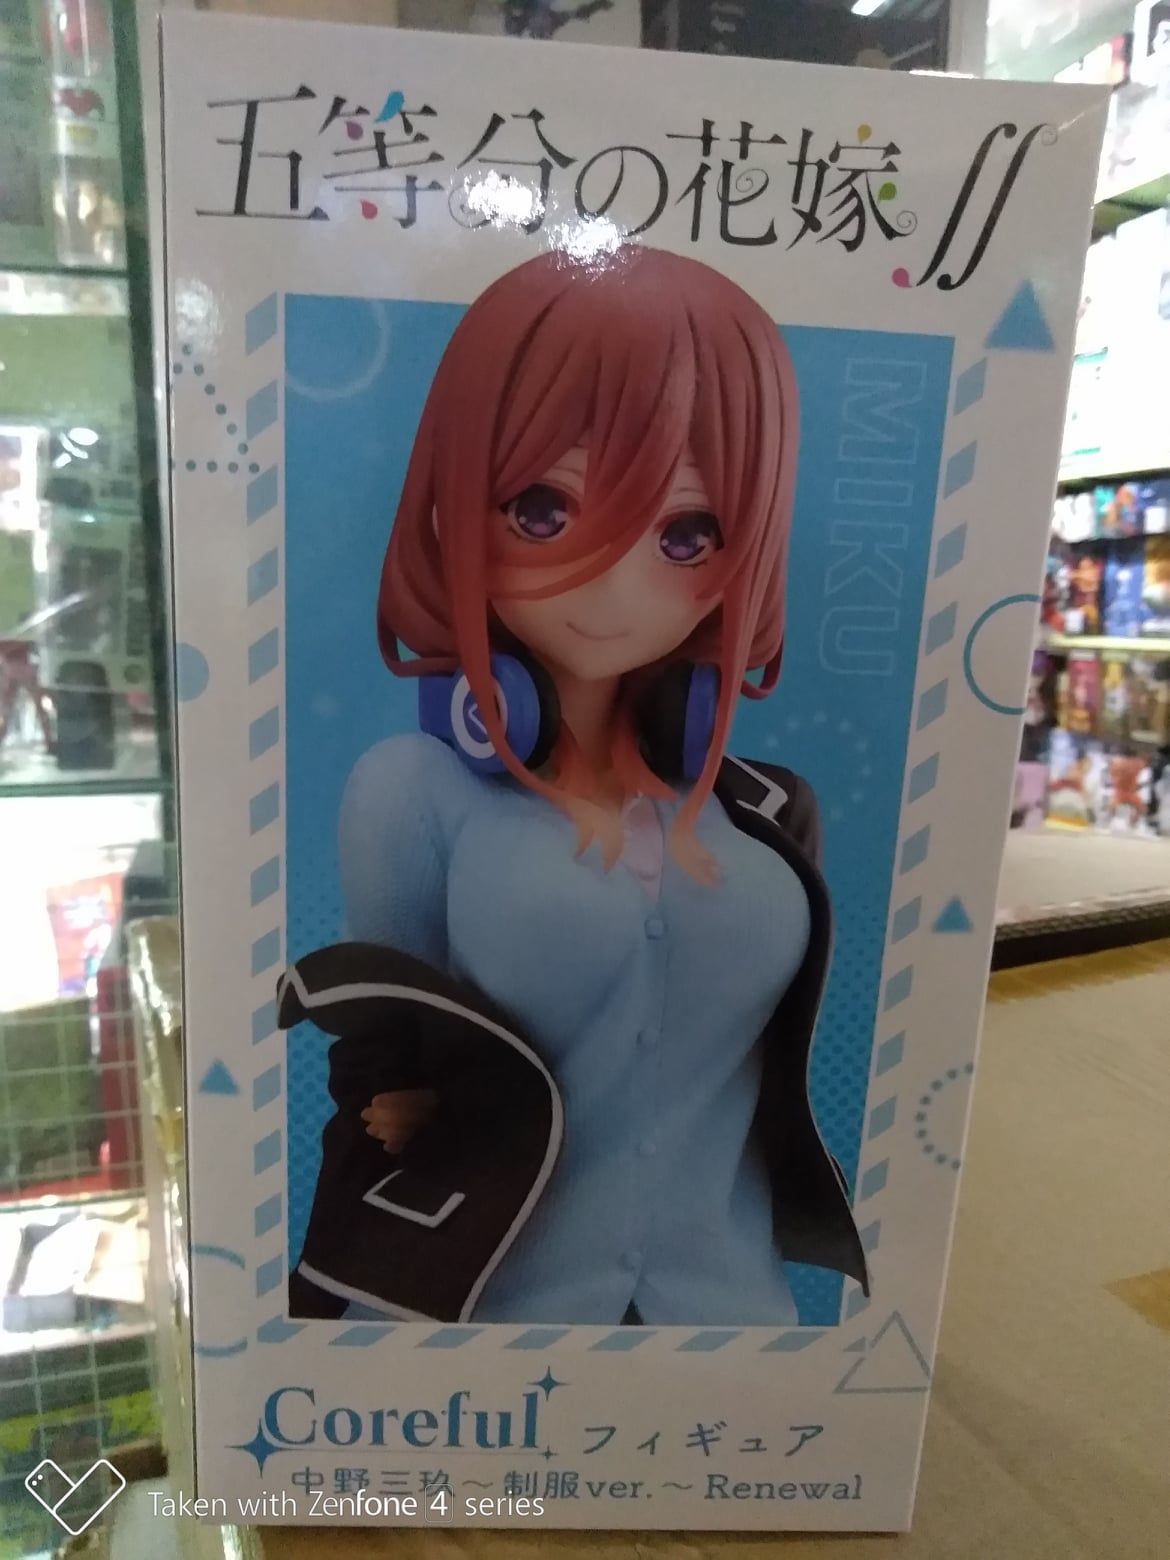 五等分の花嫁∬
MIKU
Coreful フィギュア
中野三玖～制服ver.～Renewal
Taken with Zenfone 4 series